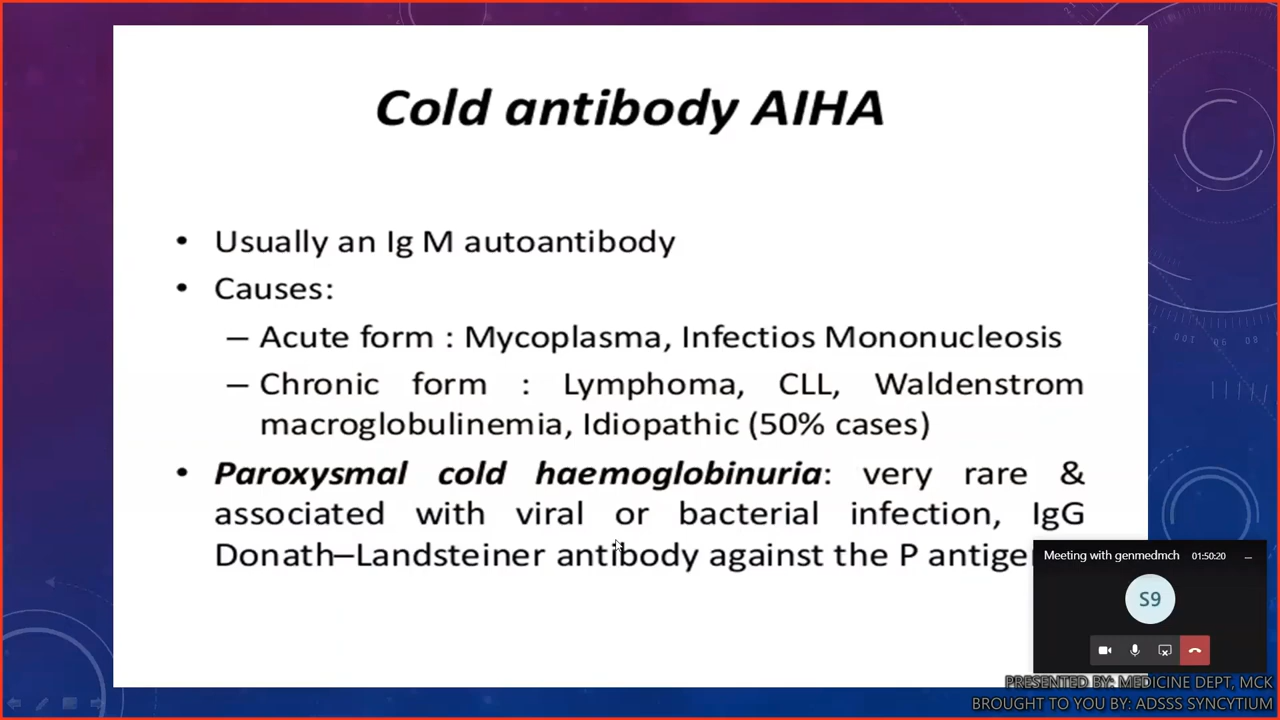 Cold antibody AIHA
• Usually an Ig M autoantibody
• Causes:
– Acute form : Mycoplasma, Infectios Mononucleosis
– Chronic form : Lymphoma, CLL, Waldenstrom
macroglobulinemia, Idiopathic (50% cases)
• Paroxysmal cold haemoglobinuria: very rare &
associated with viral or bacterial infection, IgG
Donath–Landsteiner antibody against the P antige
Meeting with genmedmch 01:50:20
S9
PRESENTED BY: MEDICINE DEPT, MCK
BROUGHT TO YOU BY: ADSSS SYNCYTIUM